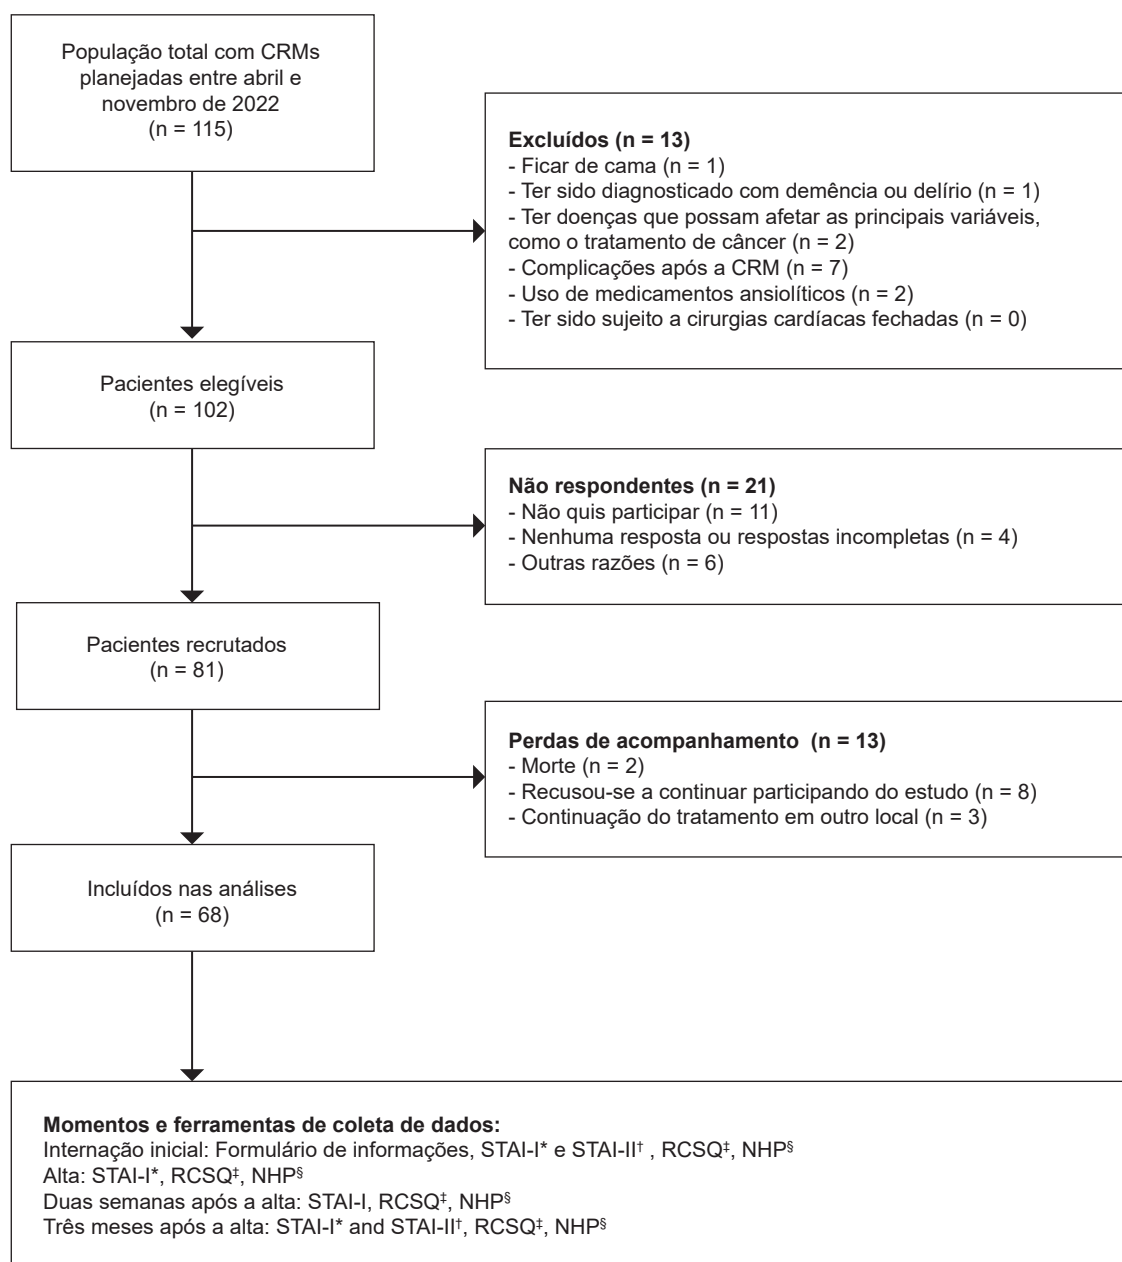 População total com CRMs
planejadas entre abril e
novembro de 2022
(n = 115)
Excluídos (n = 13)
- Ficar de cama (n = 1)
- Ter sido diagnosticado com demência ou delírio (n = 1)
- Ter doenças que possam afetar as principais variáveis,
como o tratamento de câncer (n = 2)
- Complicações após a CRM (n = 7)
- Uso de medicamentos ansiolíticos (n = 2)
- Ter sido sujeito a cirurgias cardíacas fechadas (n = 0)
Pacientes elegíveis
(n = 102)
Não respondentes (n = 21)
- Não quis participar (n = 11)
- Nenhuma resposta ou respostas incompletas (n = 4)
- Outras razões (n = 6)
Pacientes recrutados
(n = 81)
Perdas de acompanhamento (n = 13)
- Morte (n = 2)
- Recusou-se a continuar participando do estudo (n = 8)
- Continuação do tratamento em outro local (n = 3)
Incluídos nas análises
(n = 68)
Momentos e ferramentas de coleta de dados:
Internação inicial: Formulário de informações, STAI-I* e STAI-II† , RCSQ‡, NHP§
Alta: STAI-I*, RCSQ‡, NHP§
Duas semanas após a alta: STAI-I, RCSQ‡, NHP§
Três meses após a alta: STAI-I* and STAI-II†, RCSQ‡, NHP§